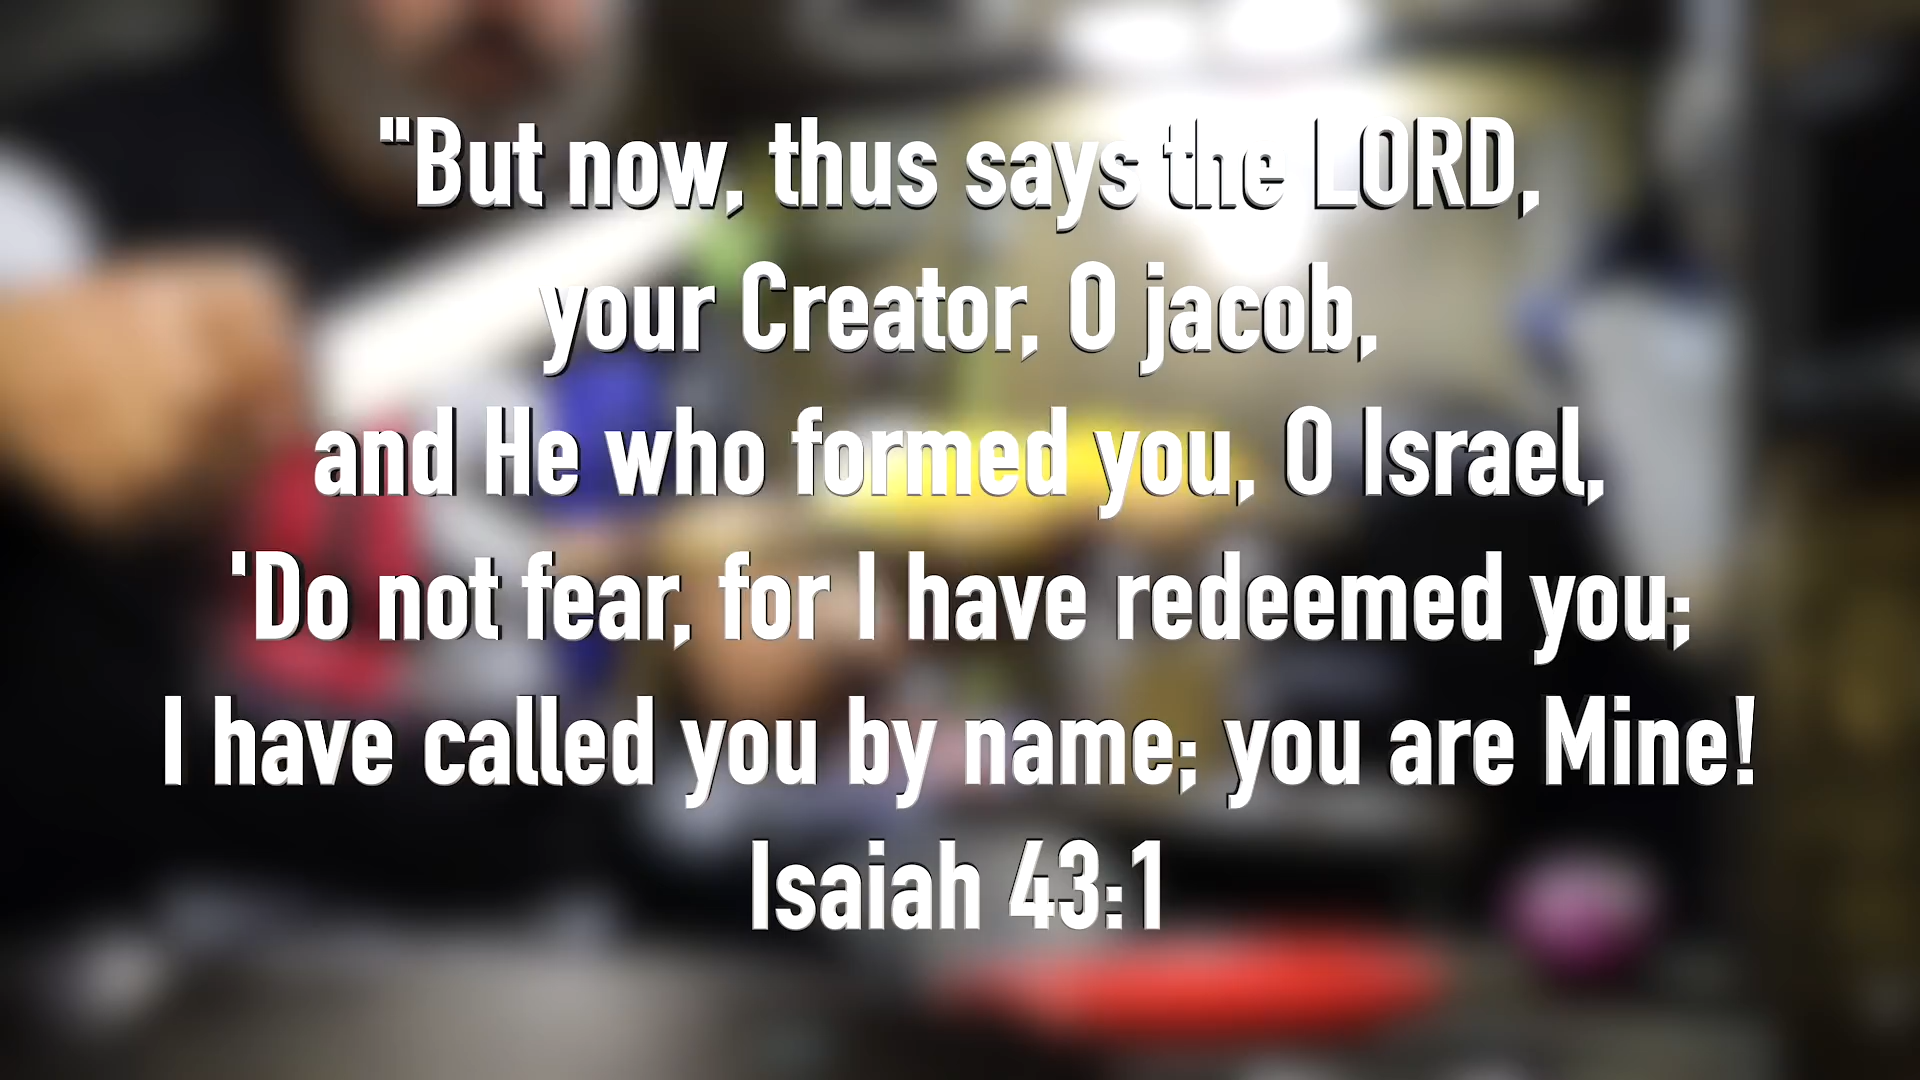 "But now, thus says the LORD,
your Creator, O jacob,
and He who formed you, O Israel,
'Do not fear, for I have redeemed you;
I have called you by name; you are Mine!
Isaiah 43:1